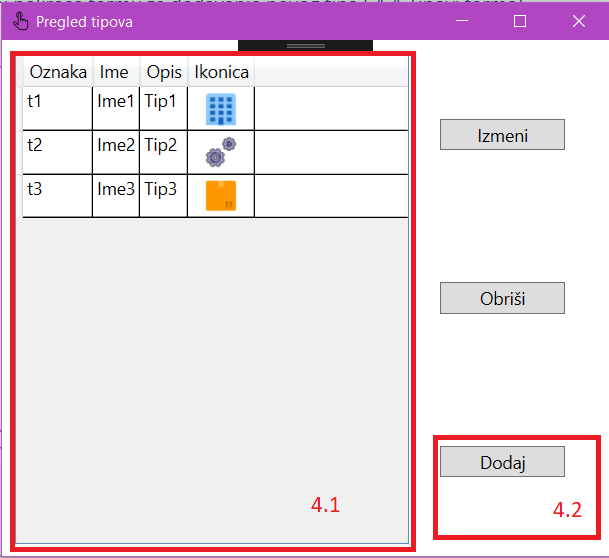 Pregled tipova
Oznaka Ime Opis Ikonica
t1 Ime1 Tip1
t2 Ime2 Tip2
t3 Ime3 Tip3
Izmeni
Obriši
Dodaj
4.1
4.2